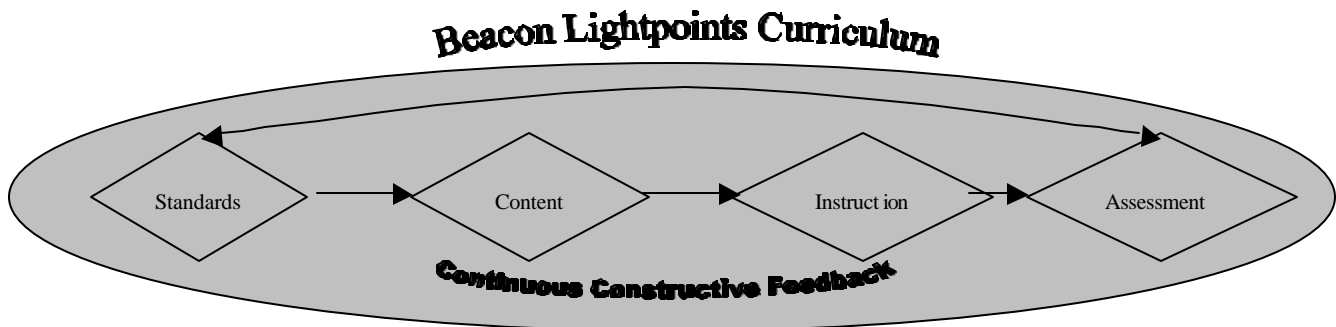 Beacon Lightpoints Curriculum
Standards Content Instruct ion Assessment
Continuous Constructive Feedback